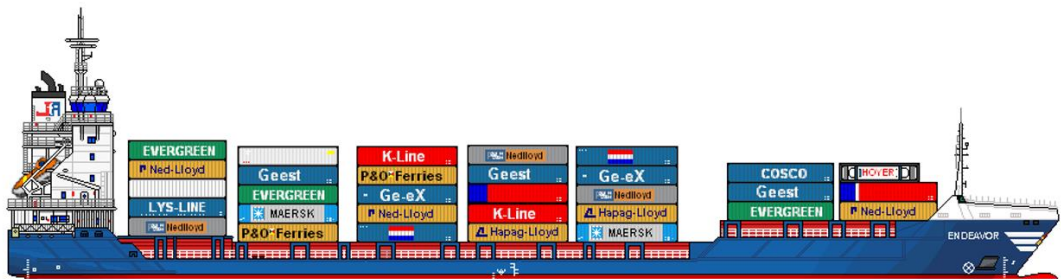 EVERGREEN
Ned-Lloyd
LYS-LINE
Nedlloyd
Geest
EVERGREEN
MAERSK
P&O Ferries
K-Line
P&O Ferries
Ge-eX
Ned-Lloyd
Nedlloyd
Geest
K-Line
Hapag-Lloyd
Ge-eX
Nedlloyd
Hapag-Lloyd
MAERSK
COSCO
Geest
EVERGREEN
HOYER
Ned-Lloyd
ENDEAVOR